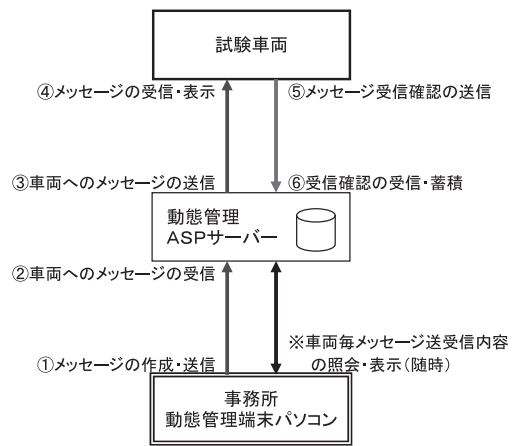 試験車両
④メッセージの受信・表示
⑤メッセージ受信確認の送信
③車両へのメッセージの送信
⑥受信確認の受信・蓄積
動態管理
ASPサーバー
②車両へのメッセージの受信
※車両毎メッセージ送受信内容
の照会・表示(随時)
①メッセージの作成・送信
事務所
動態管理端末パソコン